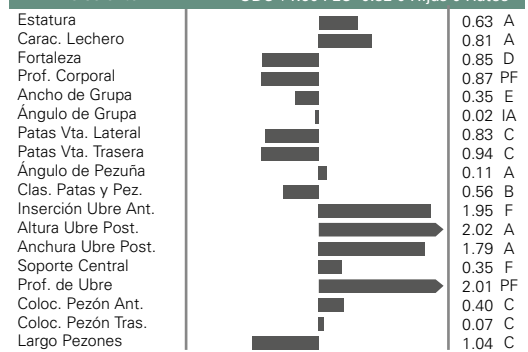 Estatura 0.63 A
Carac. Lechero 0.81 A
Fortaleza 0.85 D
Prof. Corporal 0.87 PF
Ancho de Grupa 0.35 E
Ángulo de Grupa 0.02 IA
Patas Vta. Lateral 0.83 C
Patas Vta. Trasera 0.94 C
Ángulo de Pezuña 0.11 A
Clas. Patas y Pez. 0.56 B
Inserción Ubre Ant. 1.95 F
Altura Ubre Post. 2.02 A
Anchura Ubre Post. 1.79 A
Soporte Central 0.35 F
Prof. de Ubre 2.01 PF
Coloc. Pezón Ant. 0.40 C
Coloc. Pezón Tras. 0.07 C
Largo Pezones 1.04 C